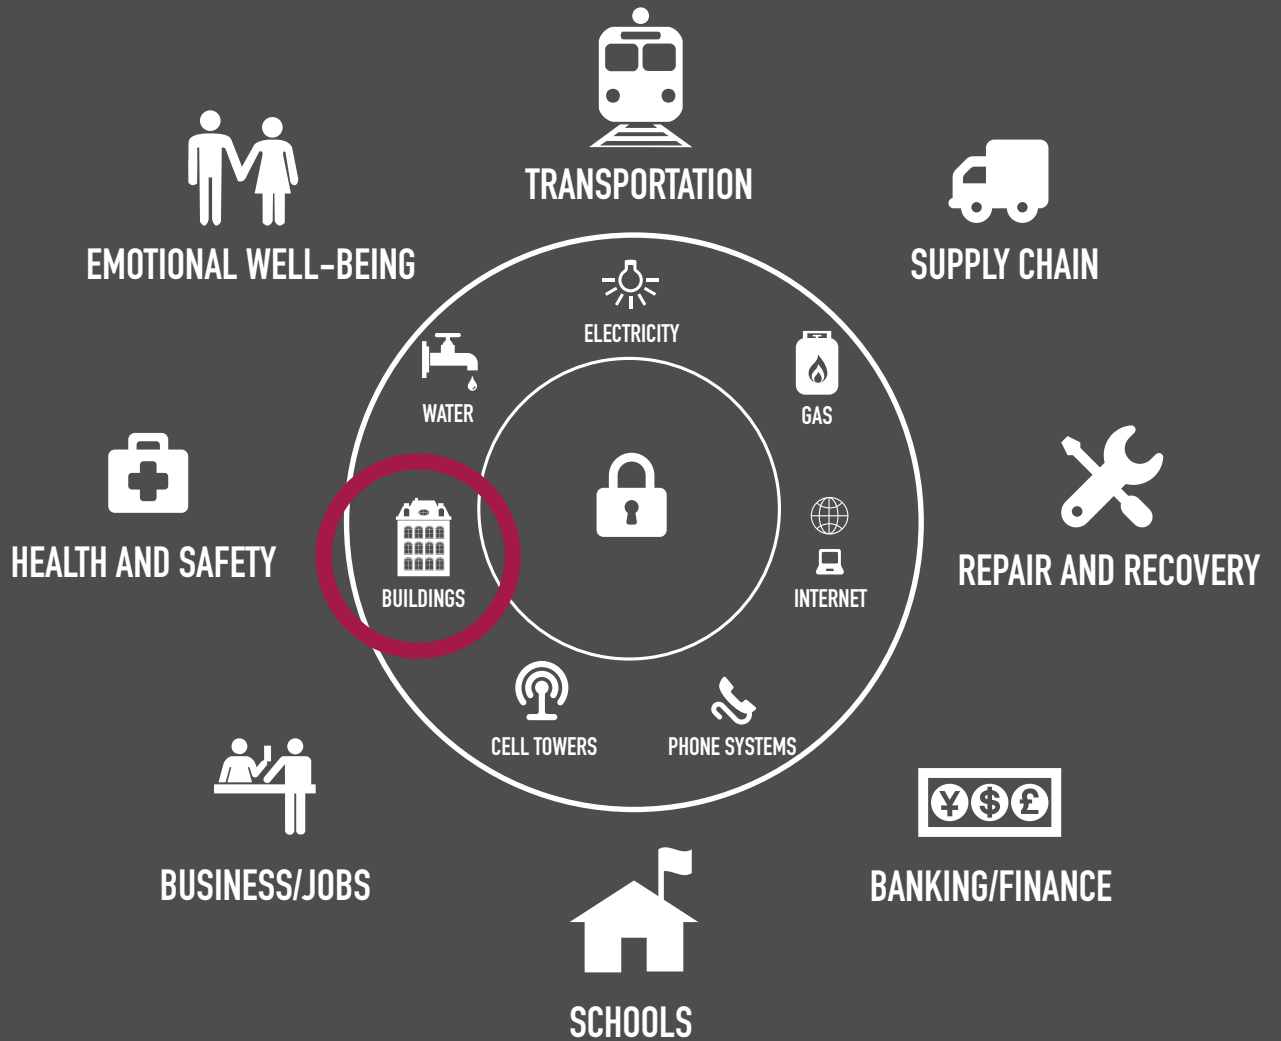 TRANSPORTATION
EMOTIONAL WELL-BEING
SUPPLY CHAIN
ELECTRICITY
WATER
GAS
HEALTH AND SAFETY
BUILDINGS
INTERNET
REPAIR AND RECOVERY
CELL TOWERS
PHONE SYSTEMS
¥ $ £
BUSINESS/JOBS
BANKING/FINANCE
SCHOOLS